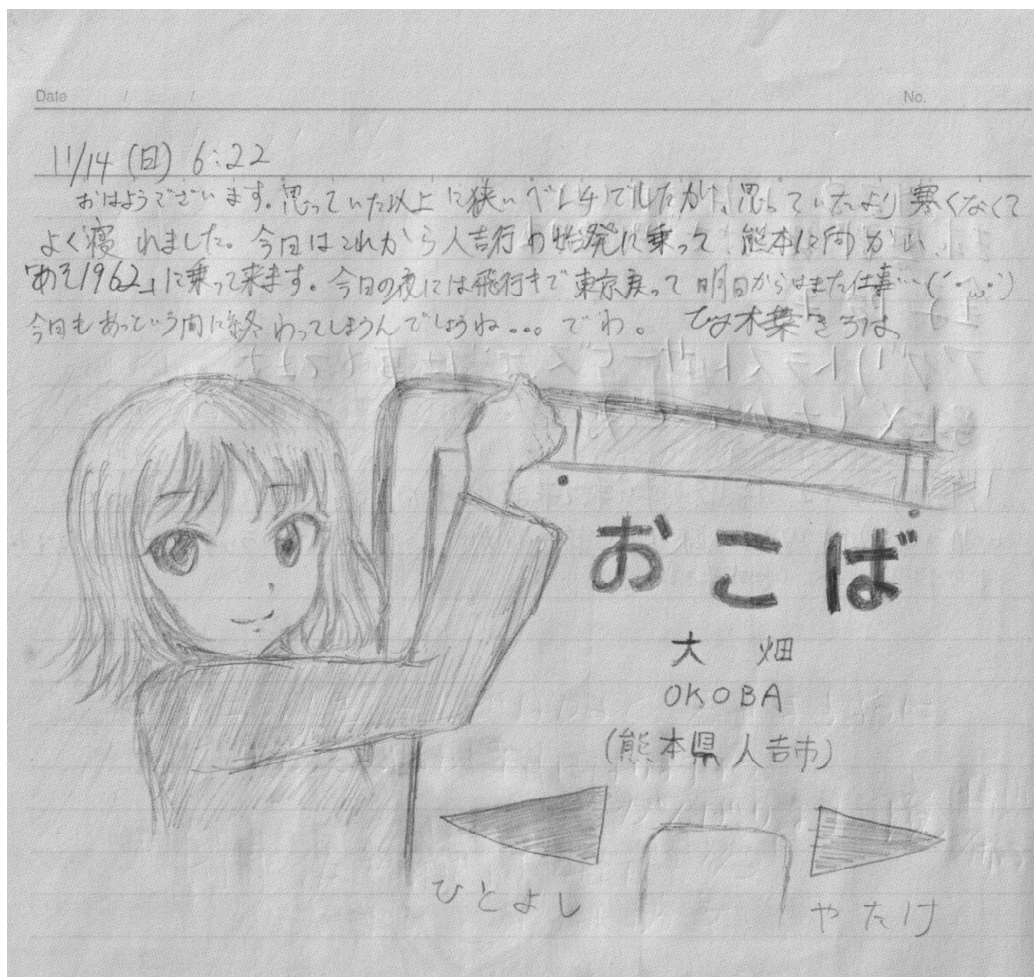 Date / /
No.
11/14 (日) 6:22
おはようございます。思っていた以上に狭いベンチでしたが、思っていたより寒くなくて
よく寝れました。今日はこれから人吉行の始発に乗って、熊本に向かい、
「あそ1962」に乗って来ます。今日の夜には飛行きで東京戻って明日からはまた仕事…(´・ω・`)
今日もあっという間に終わってしまうんでしょうね...。でわ。
おこば
大畑
OKOBA
(熊本県人吉市)
ひとよし
やたけ